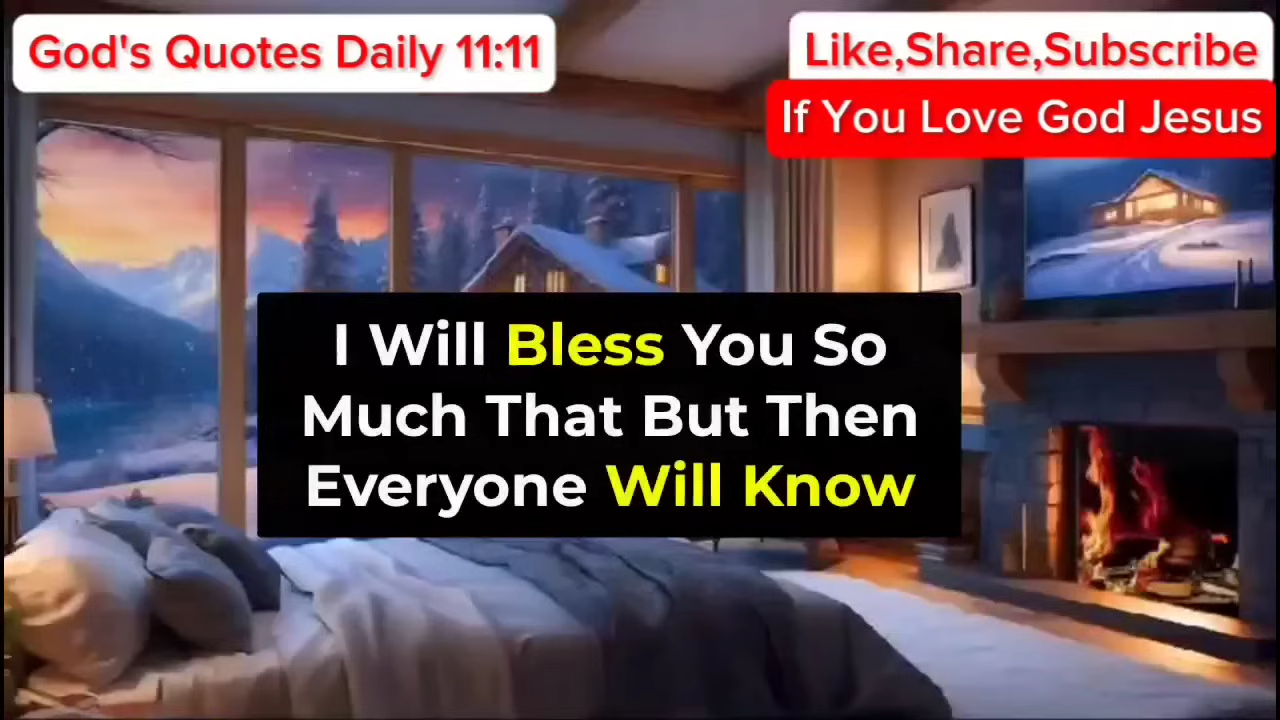 God's Quotes Daily 11:11
Like,Share,Subscribe
If You Love God Jesus
I Will Bless You So
Much That But Then
Everyone Will Know